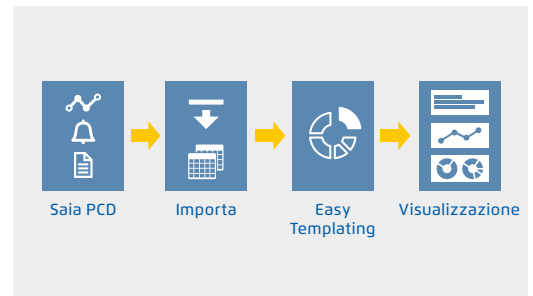 Saia PCD
Importa
Easy
Templating
Visualizzazione